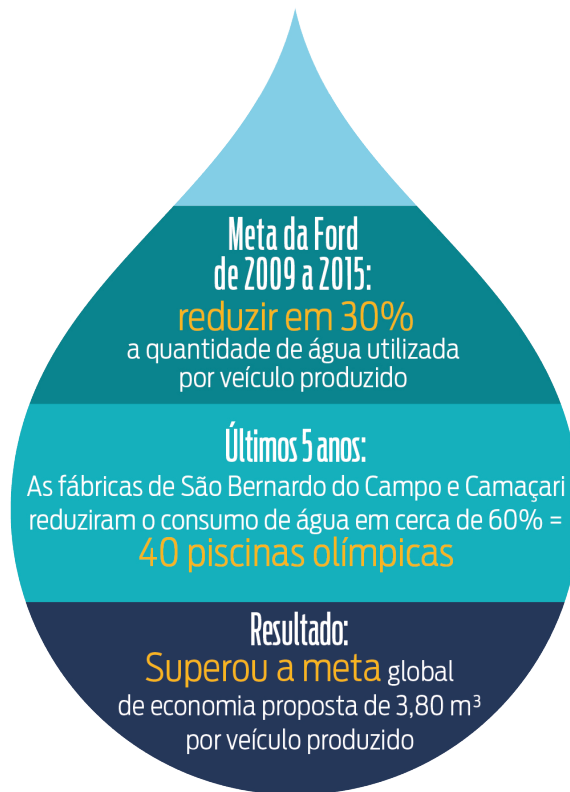 Meta da Ford
de 2009 a 2015:
reduzir em 30%
a quantidade de água utilizada
por veículo produzido
Últimos 5 anos:
As fábricas de São Bernardo do Campo e Camaçari
reduziram o consumo de água em cerca de 60% =
40 piscinas olímpicas
Resultado:
Superou a meta global
de economia proposta de 3,80 m³
por veículo produzido